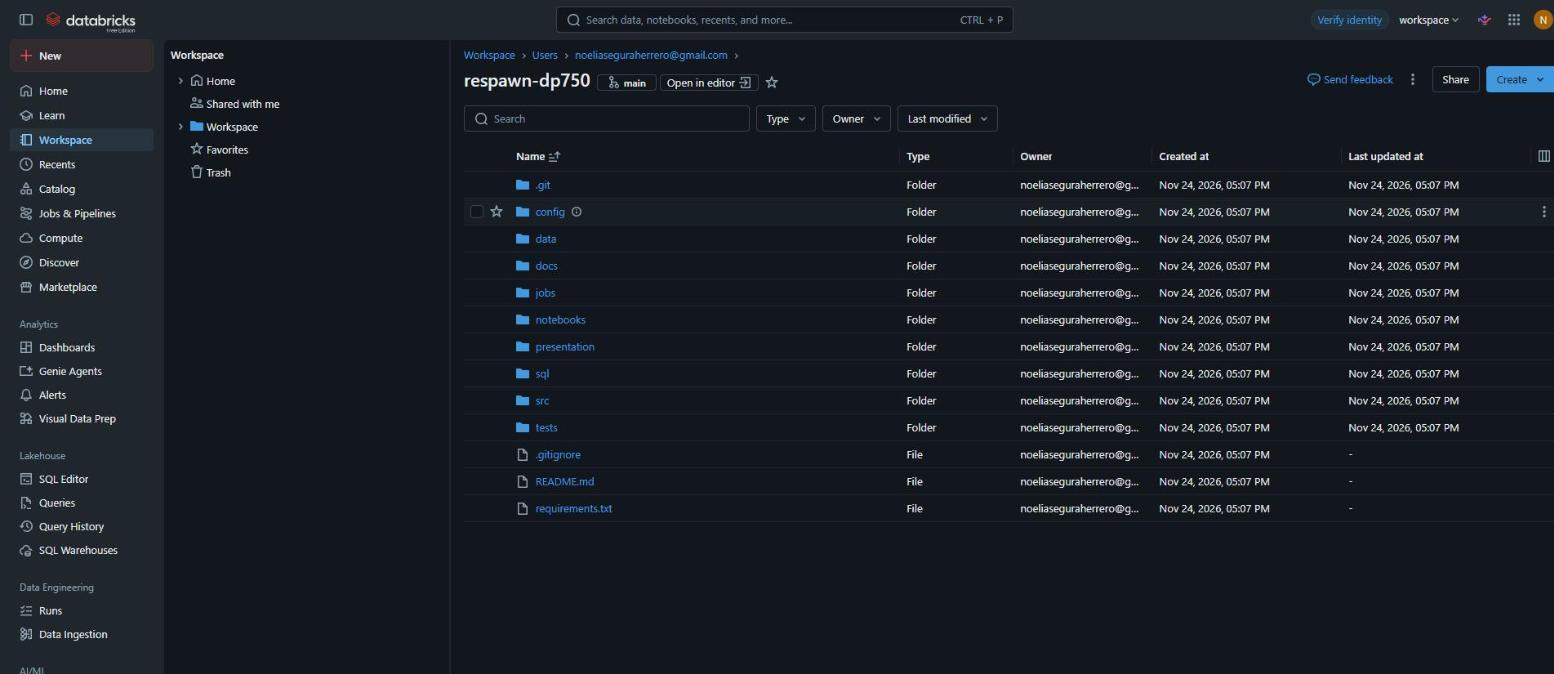 databricks
Free Edition
Search data, notebooks, recents, and more...
CTRL + P
Verify identity
workspace
N
New
Home
Learn
Workspace
Recents
Catalog
Jobs & Pipelines
Compute
Discover
Marketplace
Analytics
Dashboards
Genie Agents
Alerts
Visual Data Prep
Lakehouse
SQL Editor
Queries
Query History
SQL Warehouses
Data Engineering
Runs
Data Ingestion
AI/ML
Workspace
Home
Shared with me
Workspace
Favorites
Trash
Workspace > Users > noeliaseguraherrero@gmail.com >
respawn-dp750 main Open in editor
Send feedback Share Create
Search Type Owner Last modified
Name Type Owner Created at Last updated at
.git Folder noeliaseguraherrero@g... Nov 24, 2026, 05:07 PM Nov 24, 2026, 05:07 PM
config Folder noeliaseguraherrero@g... Nov 24, 2026, 05:07 PM Nov 24, 2026, 05:07 PM
data Folder noeliaseguraherrero@g... Nov 24, 2026, 05:07 PM Nov 24, 2026, 05:07 PM
docs Folder noeliaseguraherrero@g... Nov 24, 2026, 05:07 PM Nov 24, 2026, 05:07 PM
jobs Folder noeliaseguraherrero@g... Nov 24, 2026, 05:07 PM Nov 24, 2026, 05:07 PM
notebooks Folder noeliaseguraherrero@g... Nov 24, 2026, 05:07 PM Nov 24, 2026, 05:07 PM
presentation Folder noeliaseguraherrero@g... Nov 24, 2026, 05:07 PM Nov 24, 2026, 05:07 PM
sql Folder noeliaseguraherrero@g... Nov 24, 2026, 05:07 PM Nov 24, 2026, 05:07 PM
src Folder noeliaseguraherrero@g... Nov 24, 2026, 05:07 PM Nov 24, 2026, 05:07 PM
tests Folder noeliaseguraherrero@g... Nov 24, 2026, 05:07 PM Nov 24, 2026, 05:07 PM
.gitignore File noeliaseguraherrero@g... Nov 24, 2026, 05:07 PM -
README.md File noeliaseguraherrero@g... Nov 24, 2026, 05:07 PM -
requirements.txt File noeliaseguraherrero@g... Nov 24, 2026, 05:07 PM -